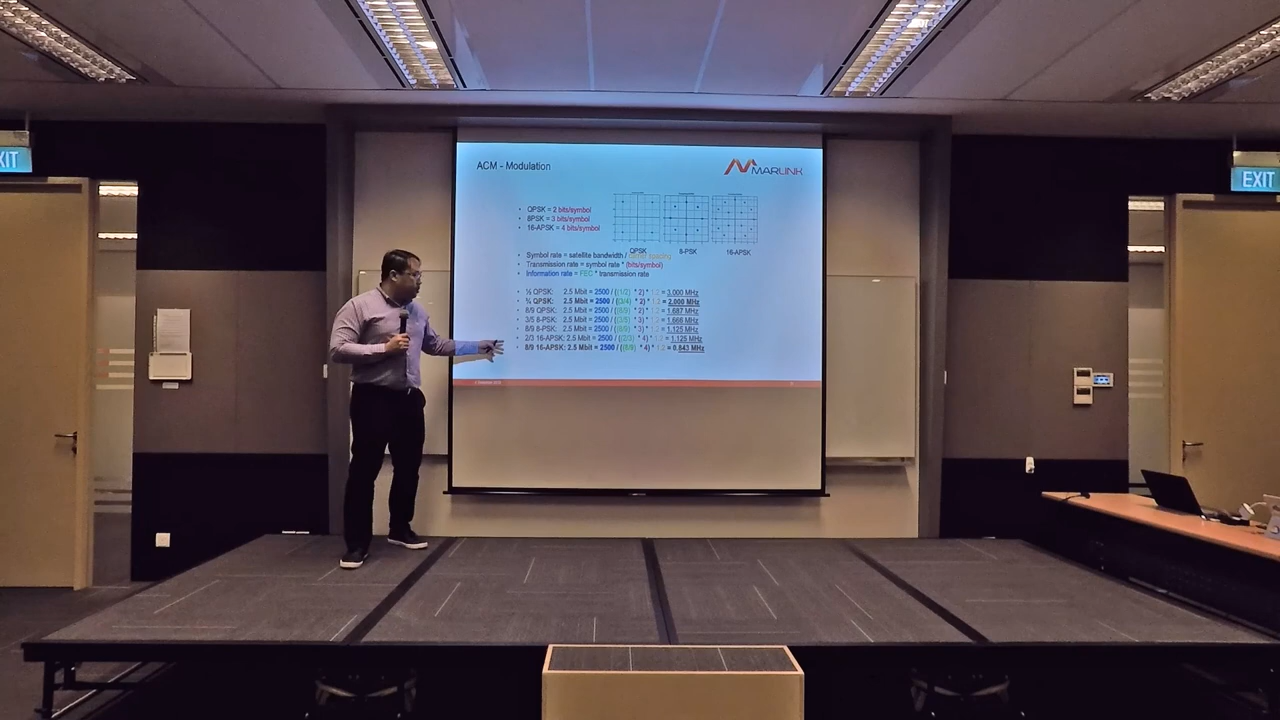 EXIT
EXIT
ACM - Modulation
MARLINK
• QPSK = 2 bits/symbol
• 8PSK = 3 bits/symbol
• 16-APSK = 4 bits/symbol
QPSK 8-PSK 16-APSK
• Symbol rate = satellite bandwidth / carrier spacing
• Transmission rate = symbol rate * (bits/symbol)
• Information rate = FEC * transmission rate
• ½ QPSK: 2.5 Mbit = 2500 / ((1/2) * 2) * 1.2 = 3.000 MHz
• ¾ QPSK: 2.5 Mbit = 2500 / ((3/4) * 2) * 1.2 = 2.000 MHz
• 8/9 QPSK: 2.5 Mbit = 2500 / ((8/9) * 2) * 1.2 = 1.687 MHz
• 3/5 8-PSK: 2.5 Mbit = 2500 / ((3/5) * 3) * 1.2 = 1.666 MHz
• 8/9 8-PSK: 2.5 Mbit = 2500 / ((8/9) * 3) * 1.2 = 1.125 MHz
• 2/3 16-APSK: 2.5 Mbit = 2500 / ((2/3) * 4) * 1.2 = 1.125 MHz
• 8/9 16-APSK: 2.5 Mbit = 2500 / ((8/9) * 4) * 1.2 = 0.843 MHz